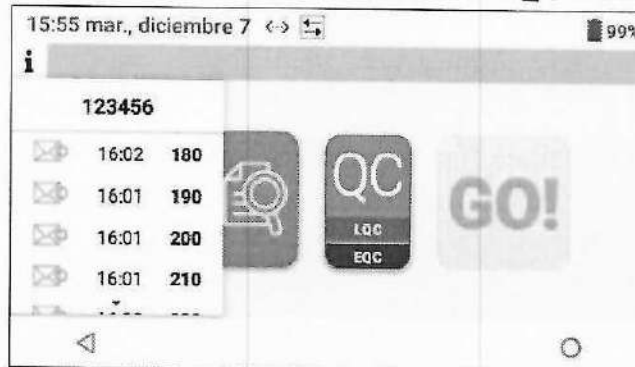 15:55 mar., diciembre 7 99%
i
123456
16:02 180
16:01 190
16:01 200
16:01 210
QC
LQC
EQC
GO!